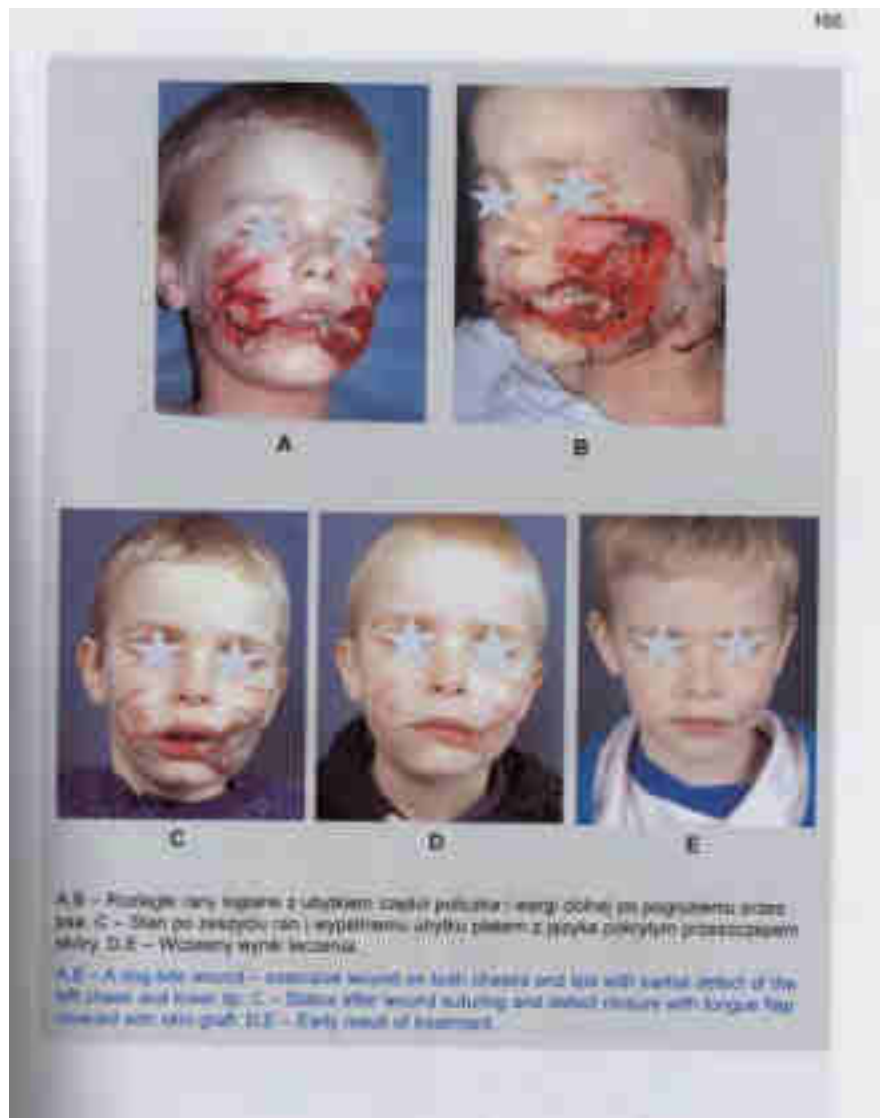 A
B
C
D
E
A,B – Rozległe rany kąsane z ubytkiem części policzka i wargi dolnej po pogryzieniu przez
psa. C – Stan po zeszyciu ran i wypełnieniu ubytku płatem z języka pokrytym przeszczepem
skóry. D,E – Wczesny wynik leczenia.
A,B – A dog bite wound – extensive wound on both cheeks and lips with partial defect of the
left cheek and lower lip. C – Status after wound suturing and defect closure with tongue flap
covered with skin graft. D,E – Early result of treatment.